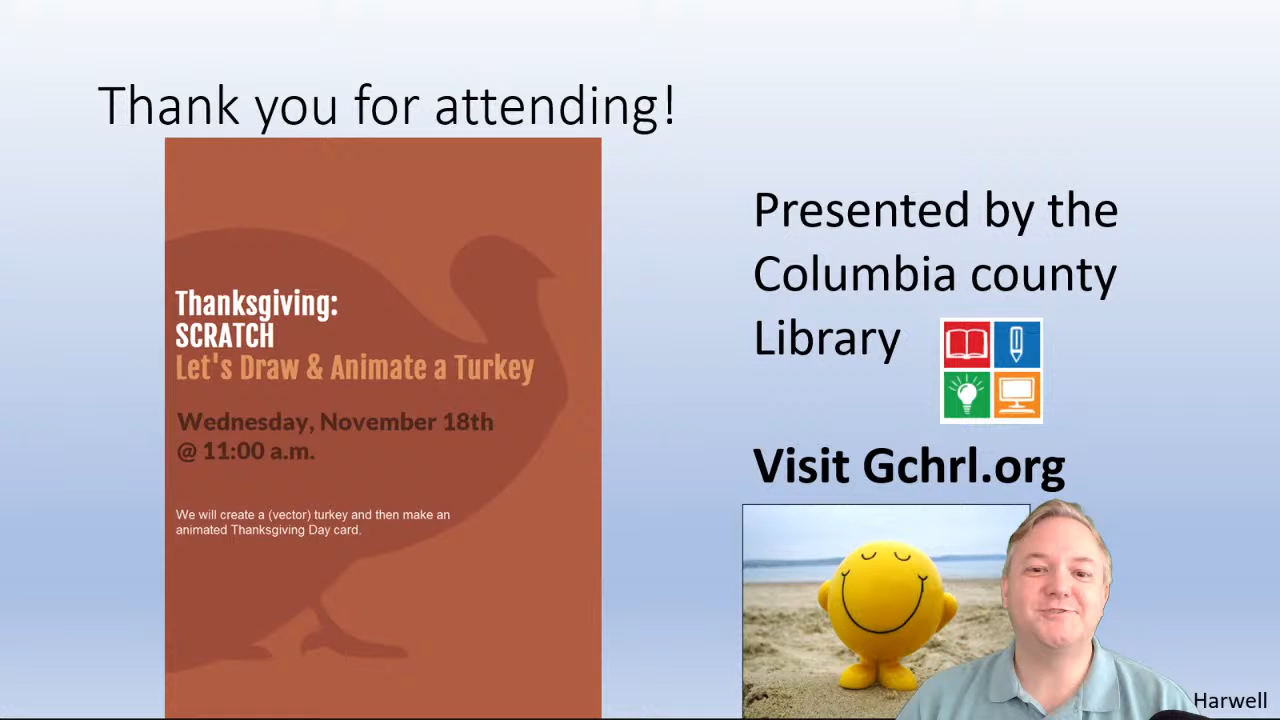 Thank you for attending!
Thanksgiving:
SCRATCH
Let's Draw & Animate a Turkey
Wednesday, November 18th
@ 11:00 a.m.
We will create a (vector) turkey and then make an
animated Thanksgiving Day card.
Presented by the
Columbia county
Library
Visit Gchrl.org
Harwell